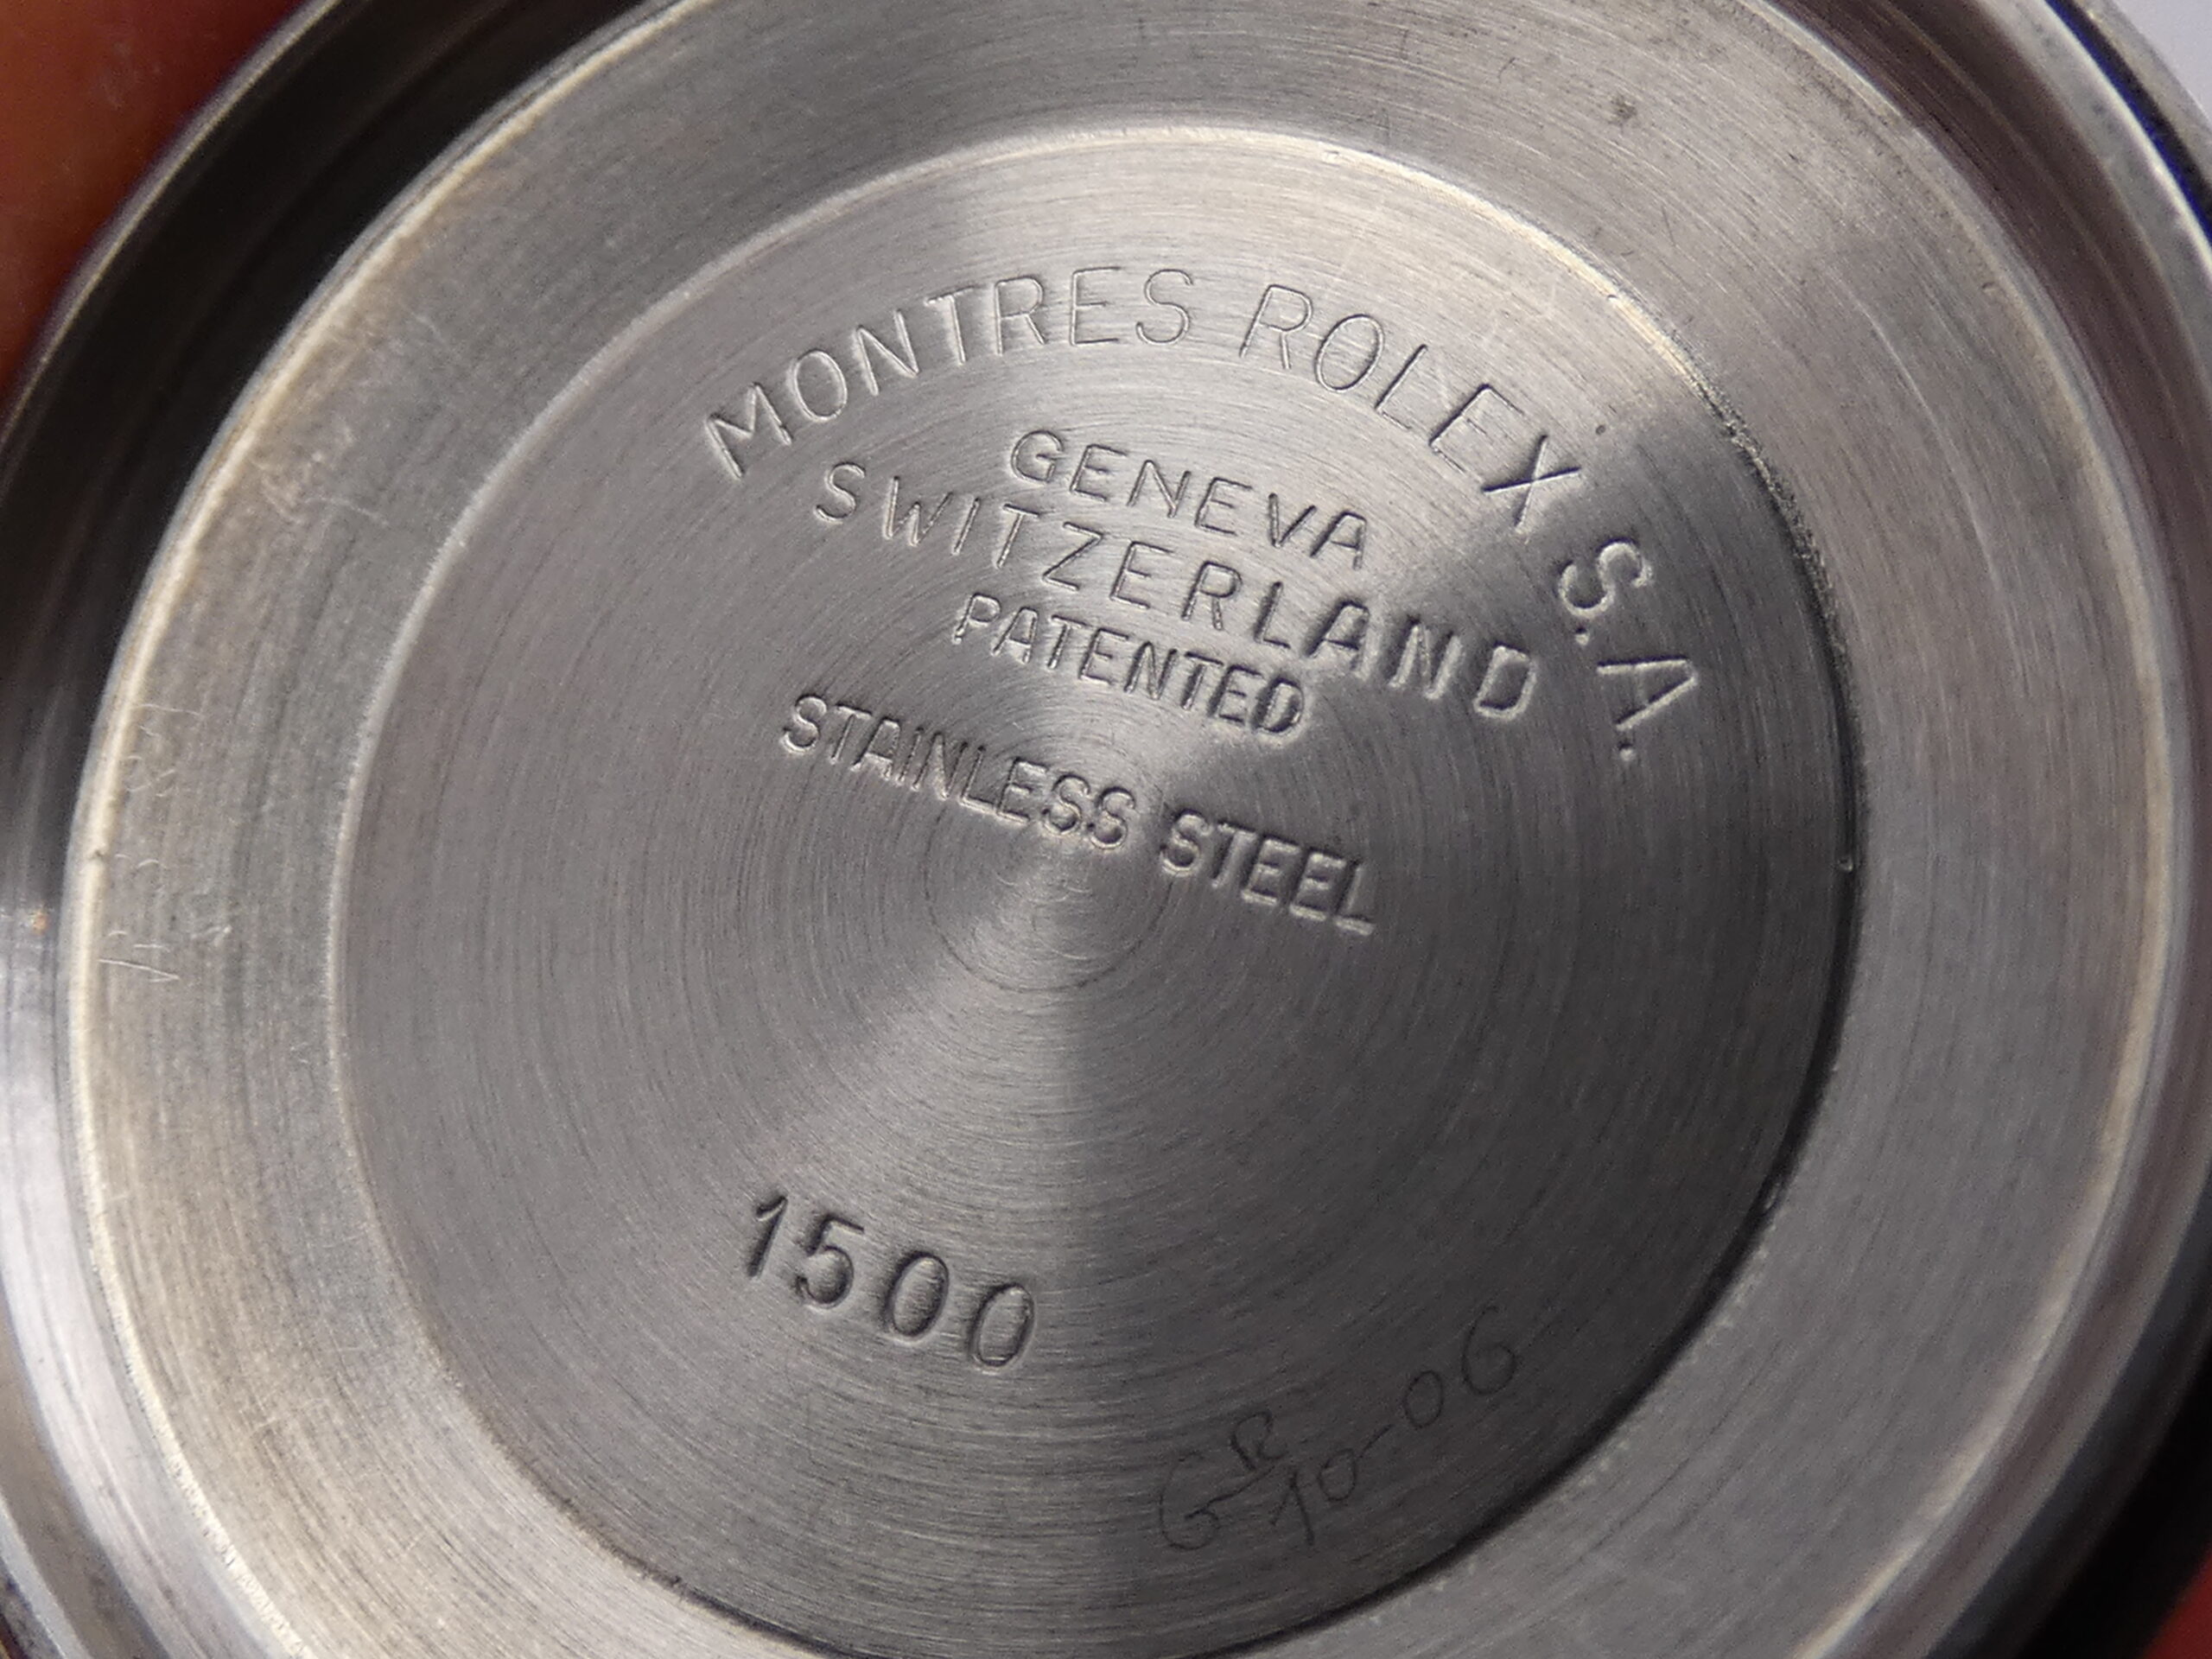 MONTRES ROLEX S.A.
GENEVA
SWITZERLAND
PATENTED
STAINLESS STEEL
1500
GR
10-06